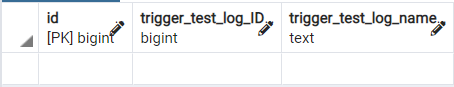 id trigger_test_log_ID trigger_test_log_name
[PK] bigint bigint text